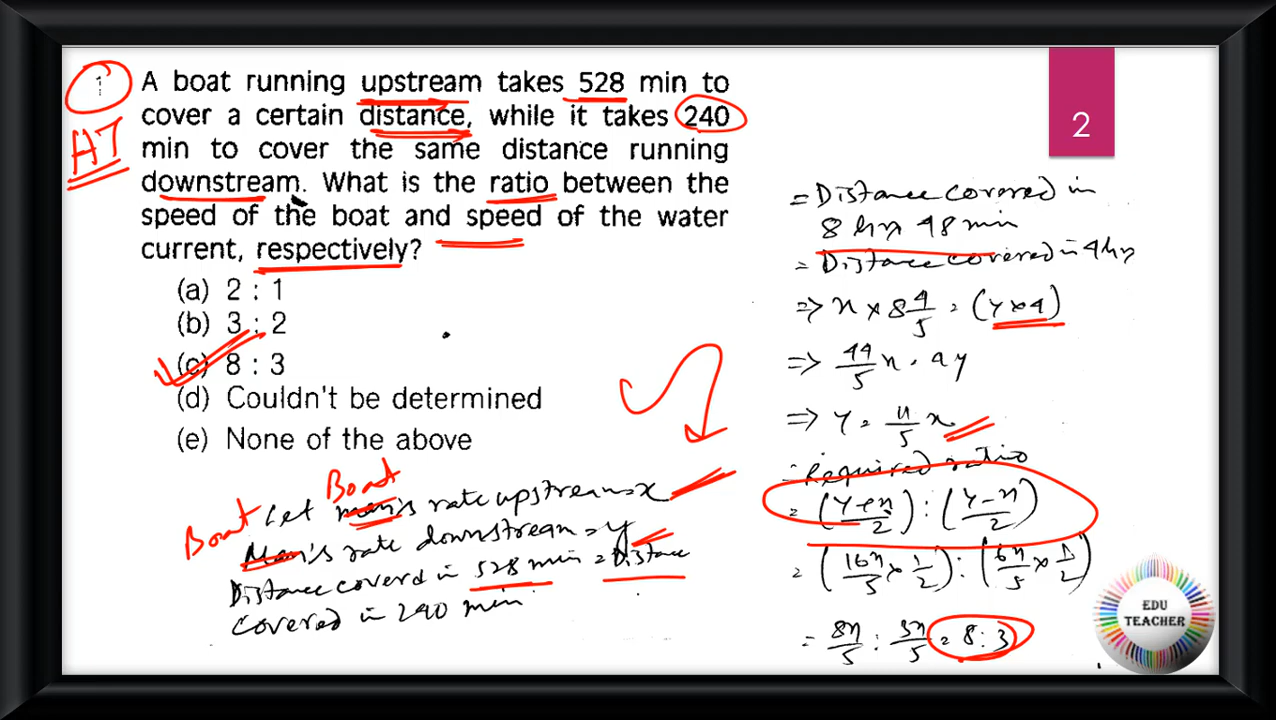 1
A boat running upstream takes 528 min to
cover a certain distance, while it takes 240
min to cover the same distance running
downstream. What is the ratio between the
speed of the boat and speed of the water
current, respectively?
(a) 2 : 1
(b) 3 : 2
(c) 8 : 3
(d) Couldn't be determined
(e) None of the above
Boat
Let man's rate upstream = x
Boat
Man's rate downstream = y
Distance coverd in 528 min = Distance
covered in 240 min
2
= Distance covered in
8 hrs 48 min
= Distance covered in 4 hrs
=> x × 8 4/5 = (y × 4)
=> 44/5 x = 4y
=> y = 11/5 x
= Required ratio
= (y+x/2) : (y-x/2)
= (16x/5 × 1/2) : (6x/5 × 1/2)
= 8x/5 : 3x/5 = 8:3
EDU
TEACHER